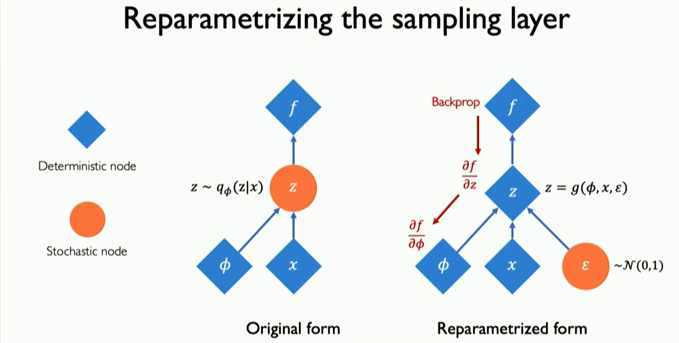 Reparametrizing the sampling layer
Deterministic node
Stochastic node
f
z ~ qϕ(z|x)
z
ϕ
x
Original form
Backprop
f
∂f
∂z
z
z = g(ϕ, x, ε)
∂f
∂ϕ
ϕ
x
ε
~𝒩(0,1)
Reparametrized form